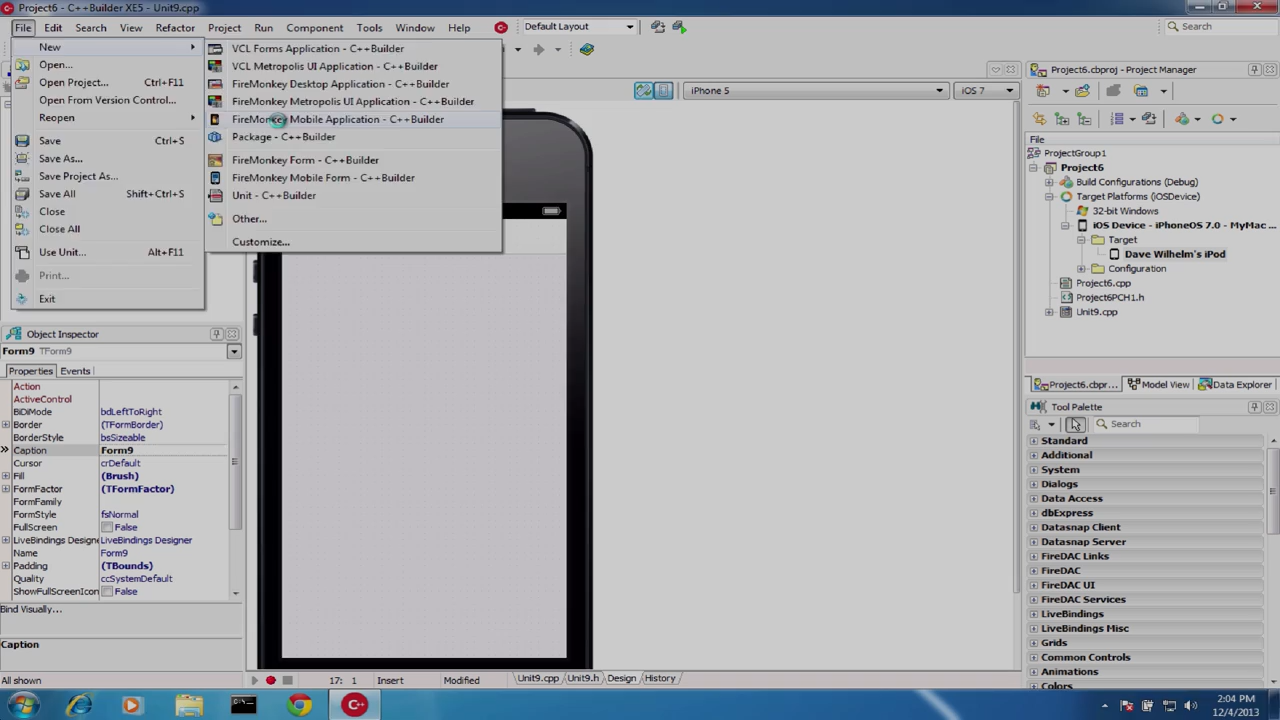 Project6 - C++Builder XE5 - Unit9.cpp
File Edit Search View Refactor Project Run Component Tools Window Help
Default Layout
Search
New
Open...
Open Project... Ctrl+F11
Open From Version Control...
Reopen
Save Ctrl+S
Save As...
Save Project As...
Save All Shift+Ctrl+S
Close
Close All
Use Unit... Alt+F11
Print...
Exit
VCL Forms Application - C++Builder
VCL Metropolis UI Application - C++Builder
FireMonkey Desktop Application - C++Builder
FireMonkey Metropolis UI Application - C++Builder
FireMonkey Mobile Application - C++Builder
Package - C++Builder
FireMonkey Form - C++Builder
FireMonkey Mobile Form - C++Builder
Unit - C++Builder
Other...
Customize...
iPhone 5
iOS 7
Project6.cbproj - Project Manager
ProjectGroup1
Project6
Build Configurations (Debug)
Target Platforms (iOSDevice)
32-bit Windows
iOS Device - iPhoneOS 7.0 - MyMac ...
Target
Dave Wilhelm's iPod
Configuration
Project6.cpp
Project6PCH1.h
Unit9.cpp
Object Inspector
Form9 TForm9
Properties Events
Action
ActiveControl
BiDiMode bdLeftToRight
Border (TFormBorder)
BorderStyle bsSizeable
Caption Form9
Cursor crDefault
Fill (Brush)
FormFactor (TFormFactor)
FormFamily
FormStyle fsNormal
FullScreen False
LiveBindings Designe LiveBindings Designer
Name Form9
Padding (TBounds)
Quality ccSystemDefault
ShowFullScreenIcon False
Bind Visually...
Caption
All shown
17: 1 Insert Modified
Unit9.cpp Unit9.h Design History
Project6.cbpr... Model View Data Explorer
Tool Palette
Search
Standard
Additional
System
Dialogs
Data Access
dbExpress
Datasnap Client
Datasnap Server
FireDAC Links
FireDAC
FireDAC UI
FireDAC Services
LiveBindings
LiveBindings Misc
Grids
Common Controls
Animations
Colors
2:04 PM
12/4/2013